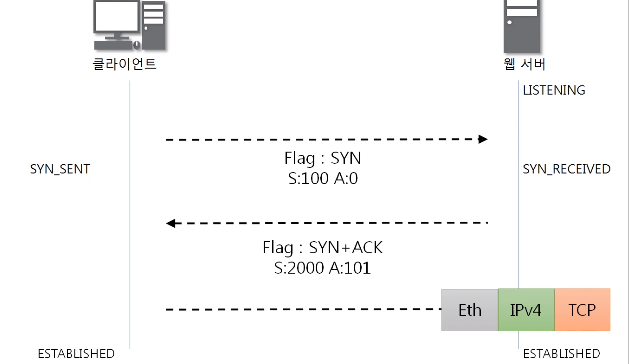 클라이언트
웹 서버
LISTENING
Flag : SYN
S:100 A:0
SYN_SENT
SYN_RECEIVED
Flag : SYN+ACK
S:2000 A:101
Eth
IPv4
TCP
ESTABLISHED
ESTABLISHED